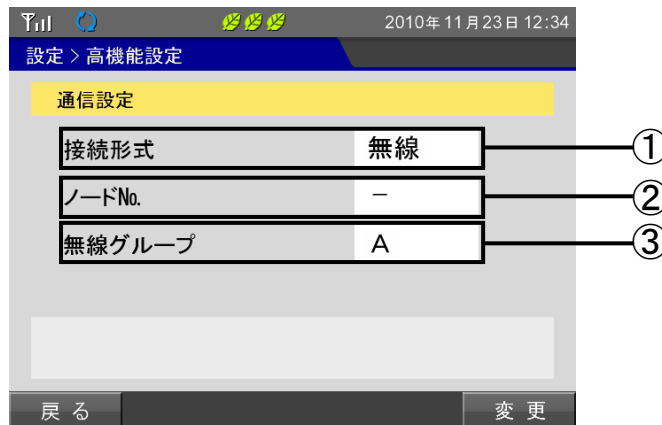 2010年11月23日 12:34
設定 > 高機能設定
通信設定
接続形式 無線 ①
ノード№. － ②
無線グループ A ③
戻る 変更